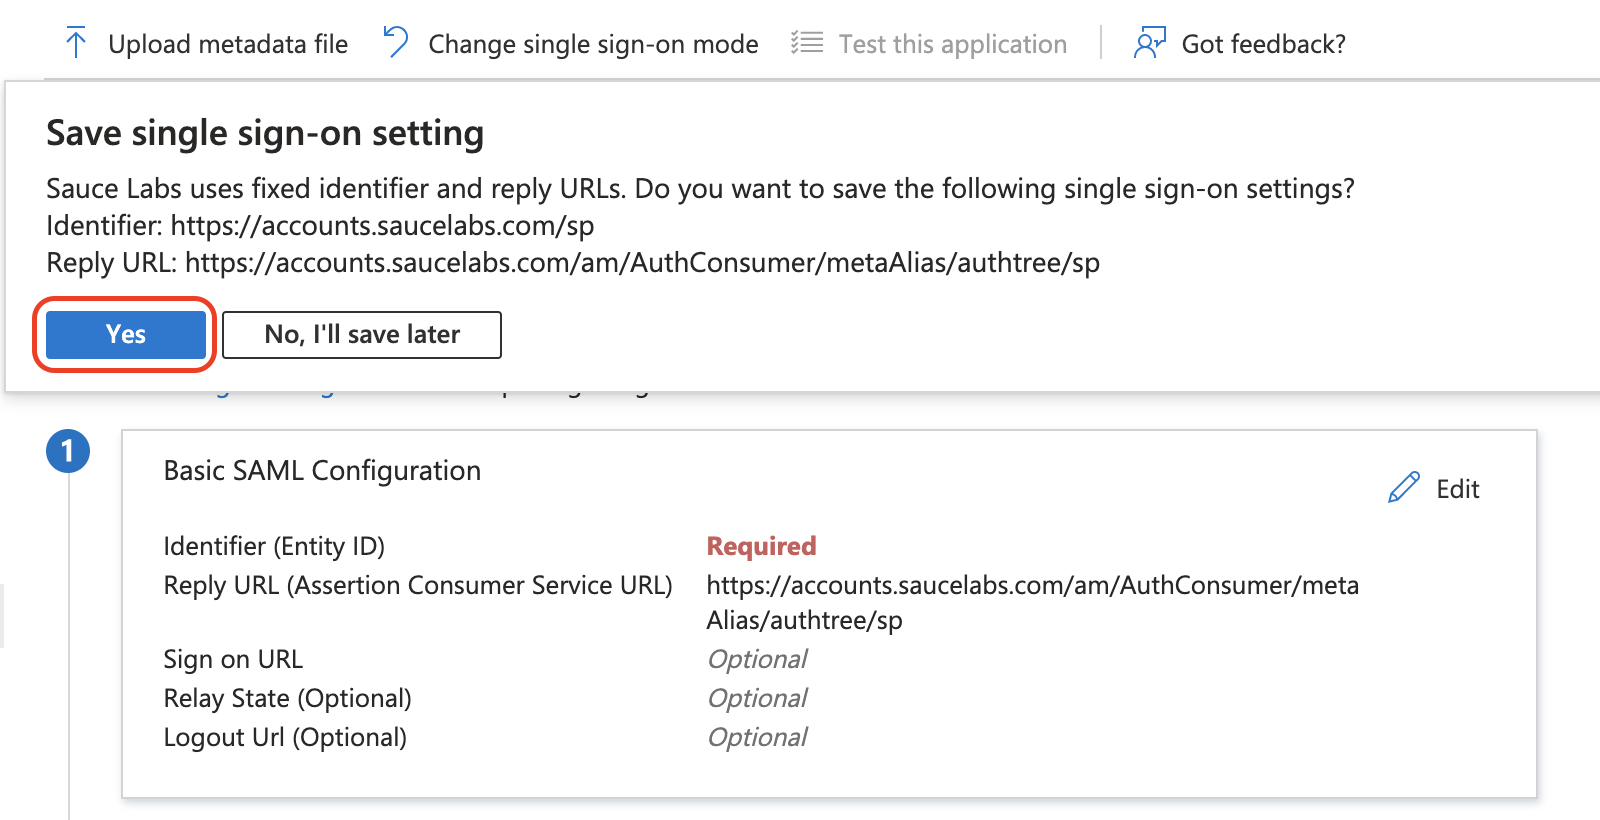 Upload metadata file Change single sign-on mode Test this application Got feedback?
Save single sign-on setting
Sauce Labs uses fixed identifier and reply URLs. Do you want to save the following single sign-on settings?
Identifier: https://accounts.saucelabs.com/sp
Reply URL: https://accounts.saucelabs.com/am/AuthConsumer/metaAlias/authtree/sp
Yes No, I'll save later
1
Basic SAML Configuration
Edit
Identifier (Entity ID) Required
Reply URL (Assertion Consumer Service URL) https://accounts.saucelabs.com/am/AuthConsumer/meta
Alias/authtree/sp
Sign on URL Optional
Relay State (Optional) Optional
Logout Url (Optional) Optional